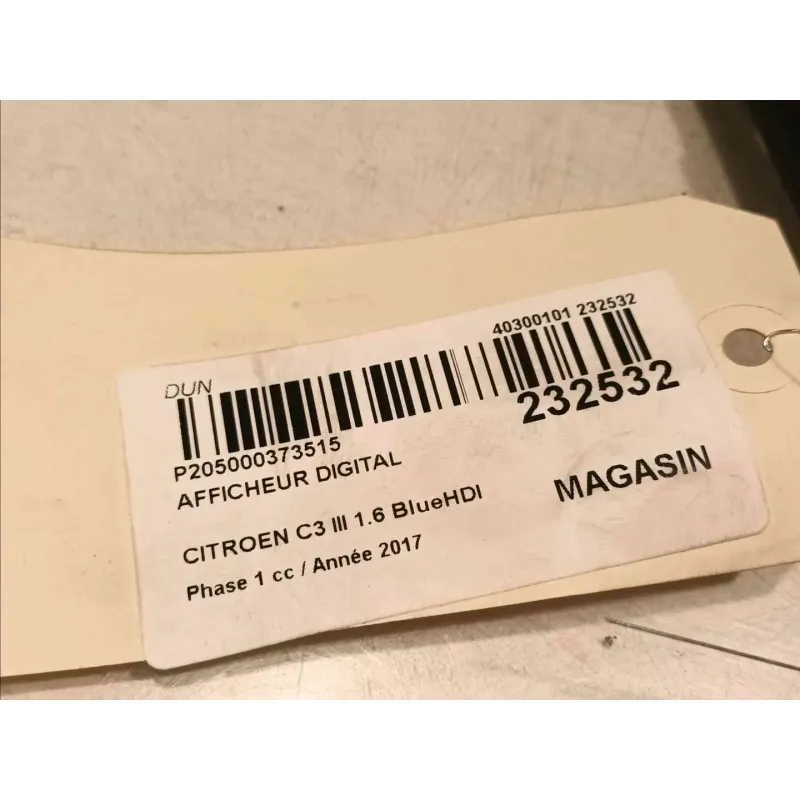 DUN
40300101 232532
P205000373515
232532
AFFICHEUR DIGITAL
MAGASIN
CITROEN C3 III 1.6 BlueHDI
Phase 1 cc / Année 2017